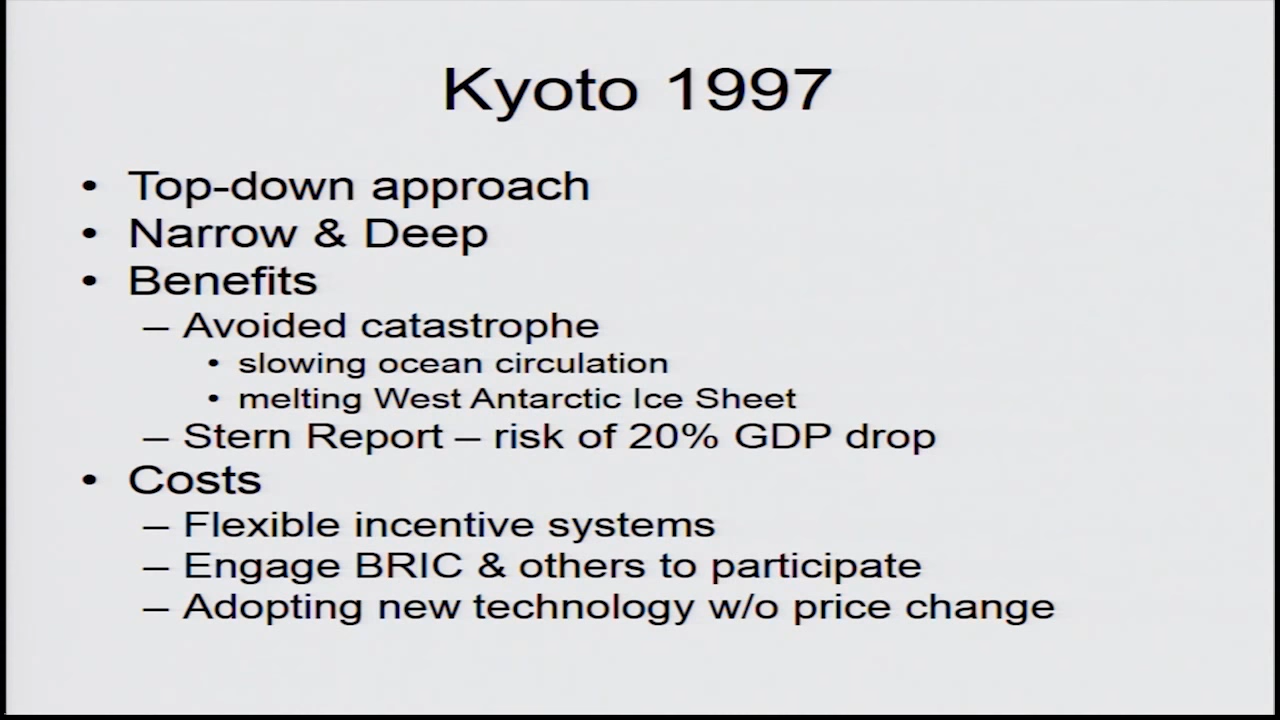 Kyoto 1997
• Top-down approach
• Narrow & Deep
• Benefits
– Avoided catastrophe
• slowing ocean circulation
• melting West Antarctic Ice Sheet
– Stern Report – risk of 20% GDP drop
• Costs
– Flexible incentive systems
– Engage BRIC & others to participate
– Adopting new technology w/o price change